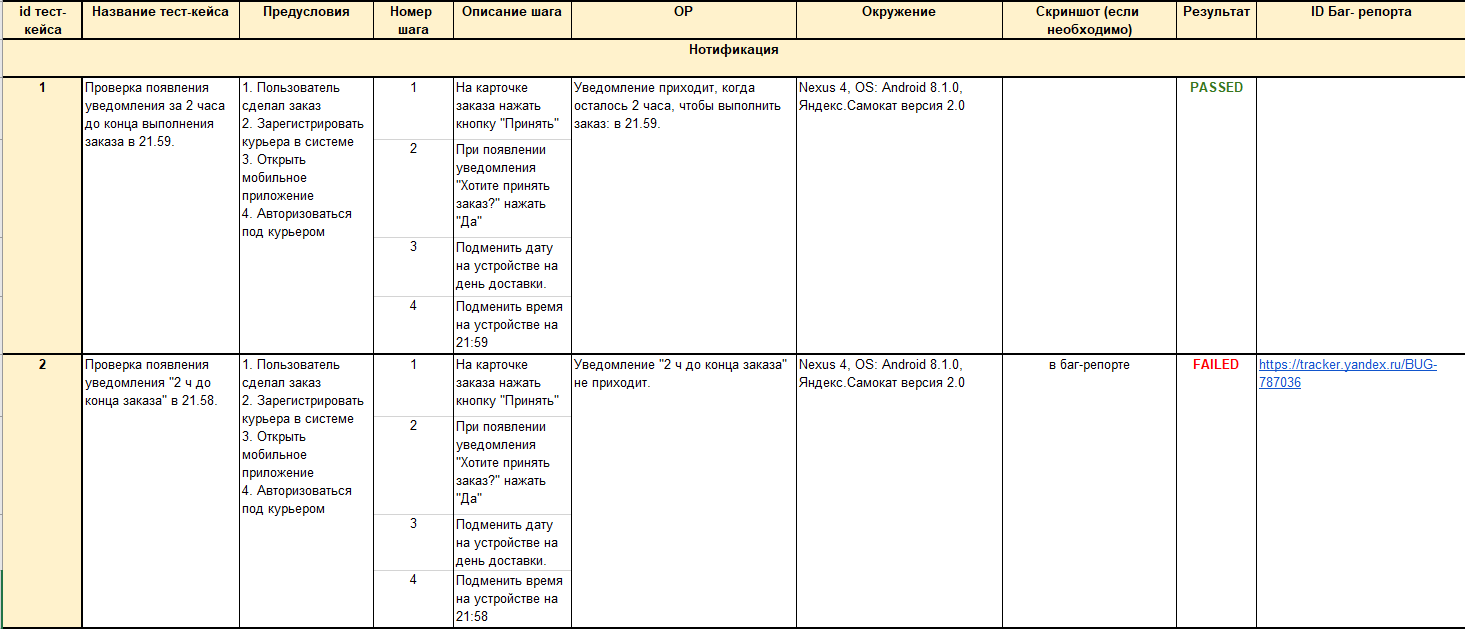 id тест-кейса
Название тест-кейса
Предусловия
Номер шага
Описание шага
ОР
Окружение
Скриншот (если необходимо)
Результат
ID Баг- репорта
Нотификация
1
Проверка появления
уведомления за 2 часа
до конца выполнения
заказа в 21.59.
1. Пользователь
сделал заказ
2. Зарегистрировать
курьера в системе
3. Открыть
мобильное
приложение
4. Авторизоваться
под курьером
1
На карточке
заказа нажать
кнопку "Принять"
2
При появлении
уведомления
"Хотите принять
заказ?" нажать
"Да"
3
Подменить дату
на устройстве на
день доставки.
4
Подменить время
на устройстве на
21:59
Уведомление приходит, когда
осталось 2 часа, чтобы выполнить
заказ: в 21.59.
Nexus 4, OS: Android 8.1.0,
Яндекс.Самокат версия 2.0
PASSED
2
Проверка появления
уведомления "2 ч до
конца заказа" в 21.58.
1. Пользователь
сделал заказ
2. Зарегистрировать
курьера в системе
3. Открыть
мобильное
приложение
4. Авторизоваться
под курьером
1
На карточке
заказа нажать
кнопку "Принять"
2
При появлении
уведомления
"Хотите принять
заказ?" нажать
"Да"
3
Подменить дату
на устройстве на
день доставки.
4
Подменить время
на устройстве на
21:58
Уведомление "2 ч до конца заказа"
не приходит.
Nexus 4, OS: Android 8.1.0,
Яндекс.Самокат версия 2.0
в баг-репорте
FAILED
https://tracker.yandex.ru/BUG-
787036